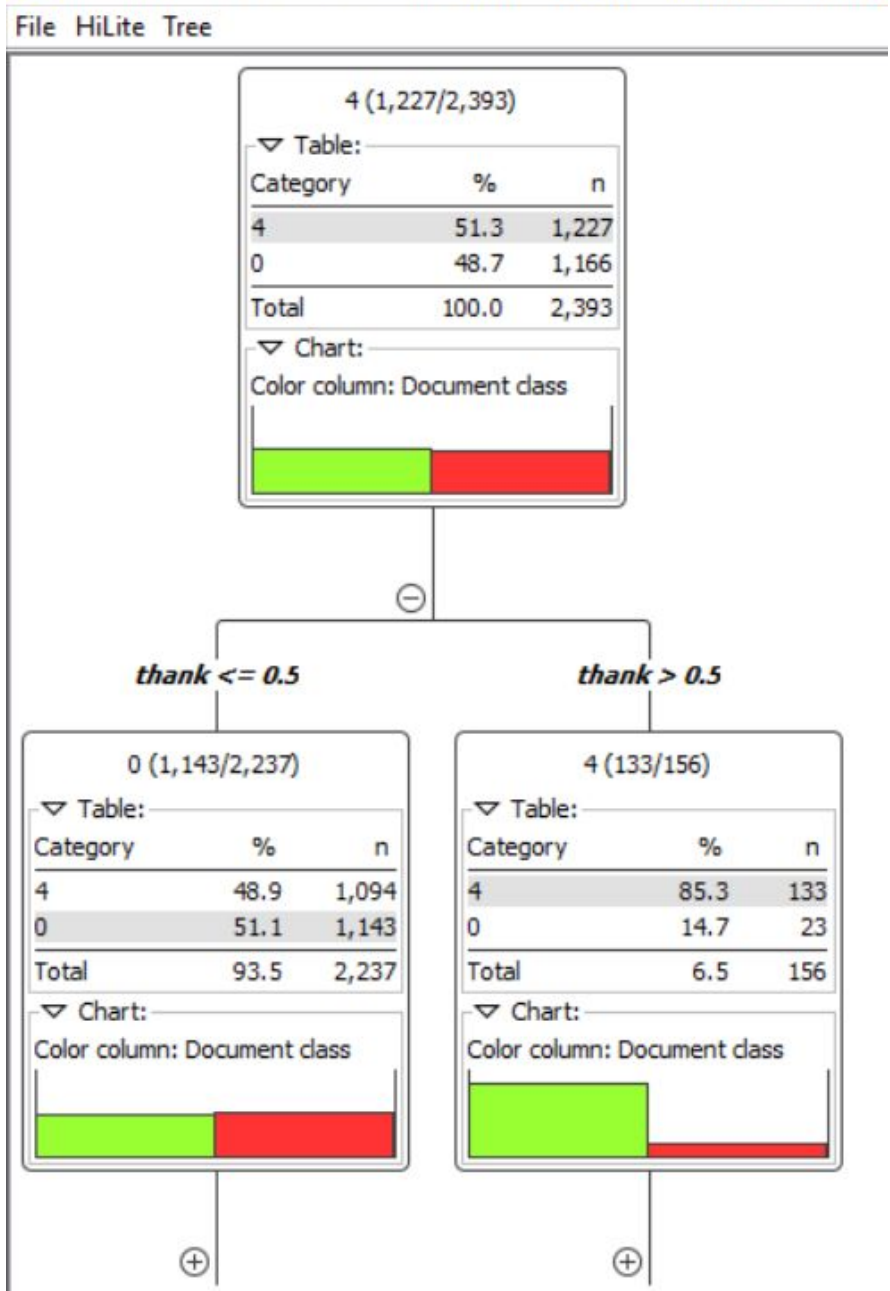 File HiLite Tree
4 (1,227/2,393)
Table:
Category % n
4 51.3 1,227
0 48.7 1,166
Total 100.0 2,393
Chart:
Color column: Document class
thank <= 0.5
thank > 0.5
0 (1,143/2,237)
Table:
Category % n
4 48.9 1,094
0 51.1 1,143
Total 93.5 2,237
Chart:
Color column: Document class
4 (133/156)
Table:
Category % n
4 85.3 133
0 14.7 23
Total 6.5 156
Chart:
Color column: Document class